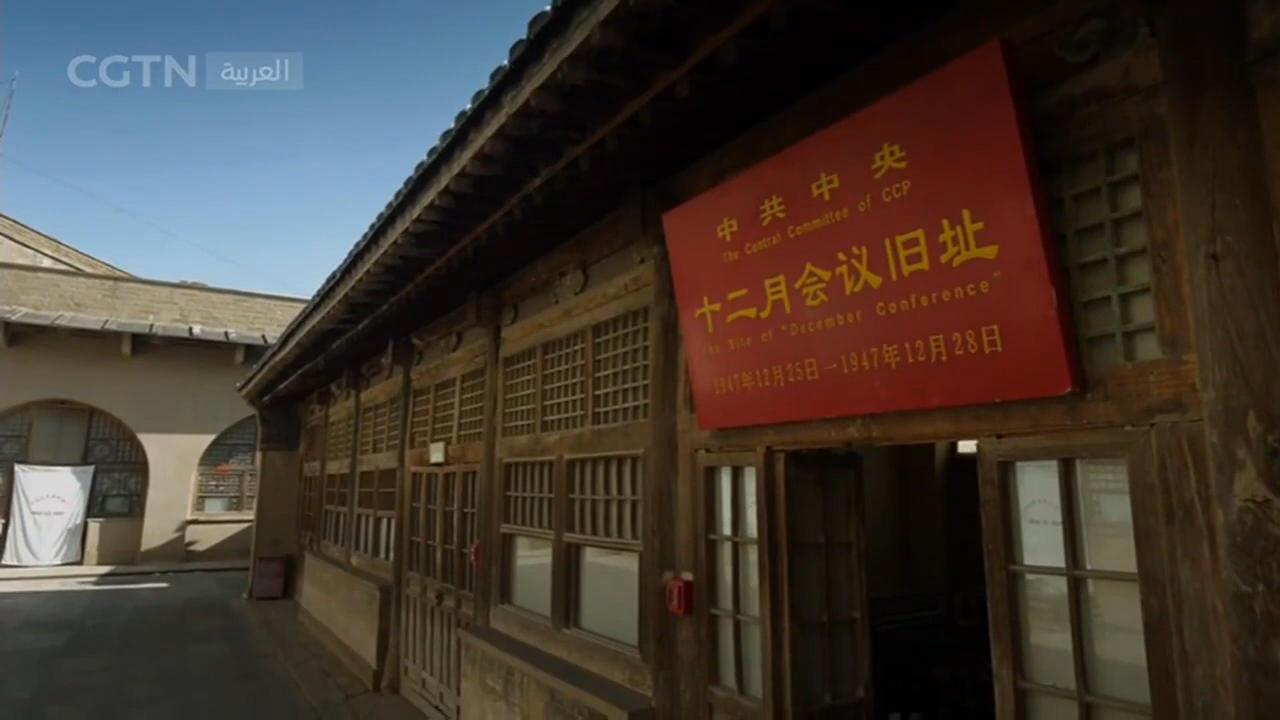 CGTN العربية
中共中央
The Central Committee of CCP
十二月会议旧址
The Site of "December Conference"
1947年12月25日－1947年12月28日